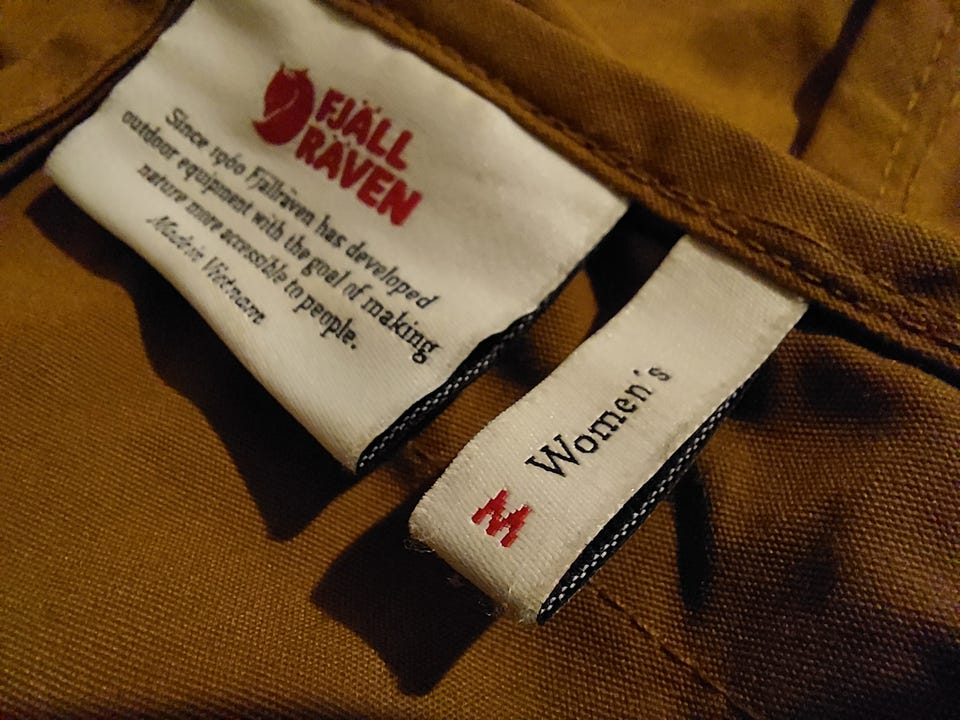 FJÄLL
RÄVEN
Since 1960 Fjällräven has developed
outdoor equipment with the goal of making
nature more accessible to people.
Made in Vietnam
Women's
M